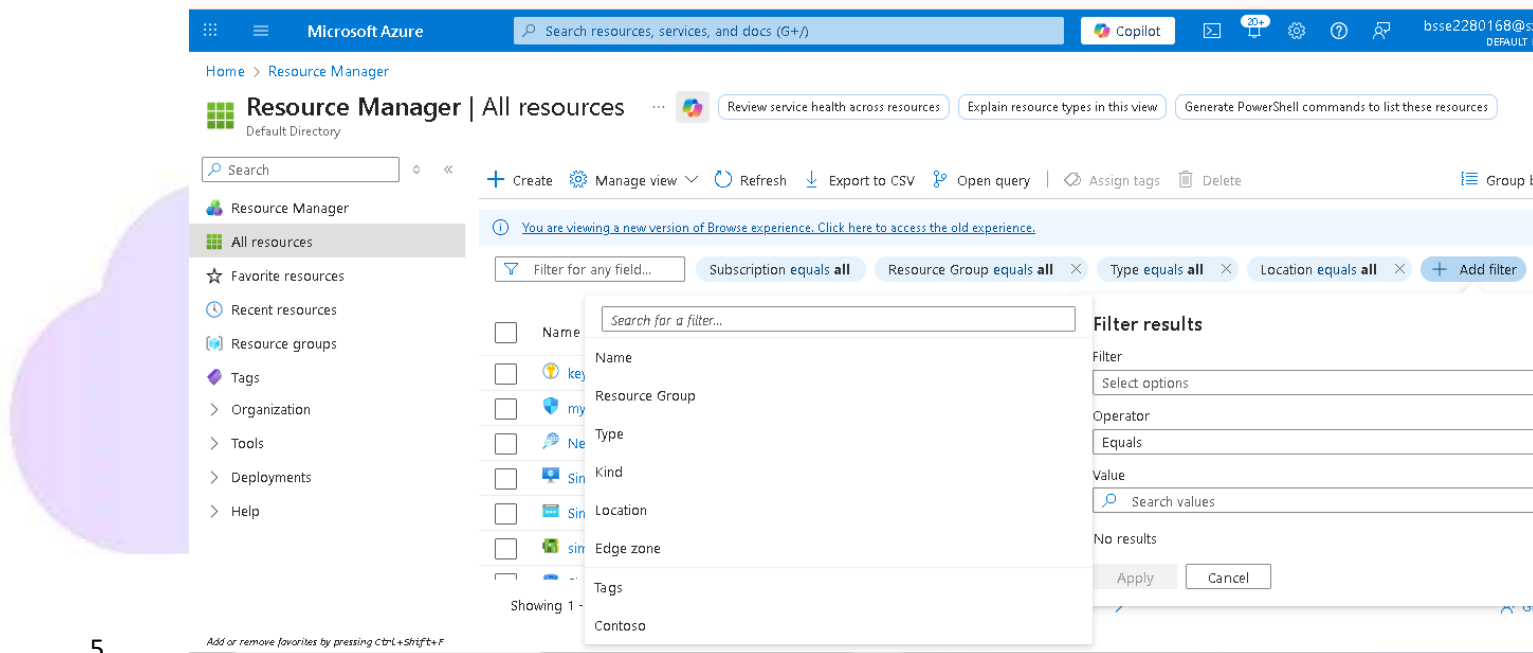 Microsoft Azure
Search resources, services, and docs (G+/)
Copilot
20+
bsse2280168@sz
DEFAULT
Home > Resource Manager
Resource Manager | All resources
Default Directory
Review service health across resources
Explain resource types in this view
Generate PowerShell commands to list these resources
Search
Create
Manage view
Refresh
Export to CSV
Open query
Assign tags
Delete
Group b
You are viewing a new version of Browse experience. Click here to access the old experience.
Resource Manager
All resources
Favorite resources
Recent resources
Resource groups
Tags
Organization
Tools
Deployments
Help
Add or remove favorites by pressing Ctrl+Shift+F
Filter for any field...
Subscription equals all
Resource Group equals all
Type equals all
Location equals all
Add filter
Name
key
my
Ne
Sin
Sin
sim
Showing 1 -
Search for a filter...
Name
Resource Group
Type
Kind
Location
Edge zone
Tags
Contoso
Filter results
Filter
Select options
Operator
Equals
Value
Search values
No results
Apply
Cancel
5